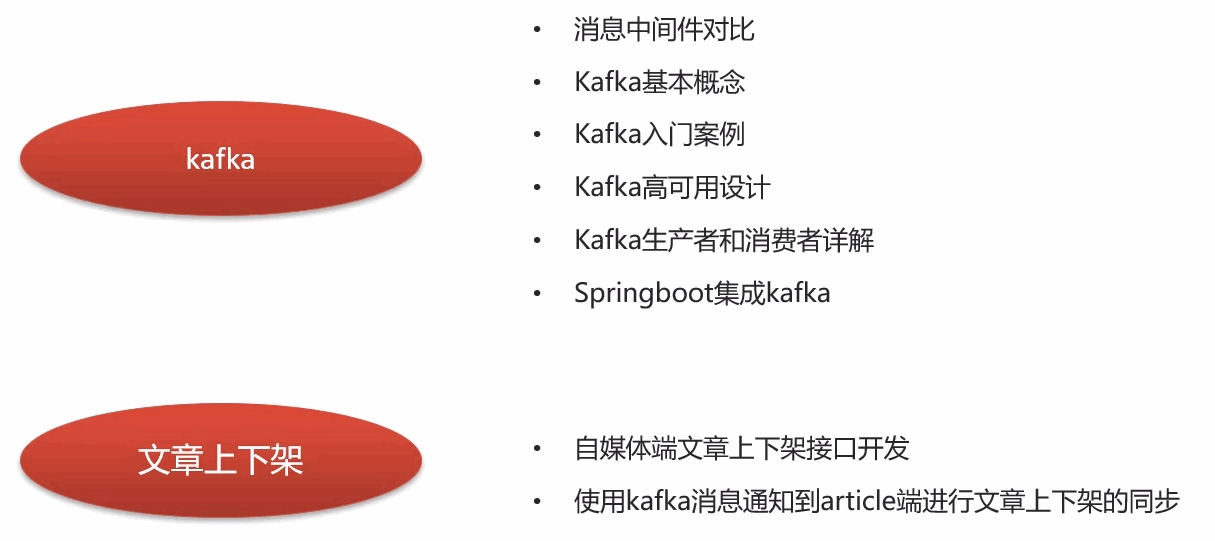 kafka
• 消息中间件对比
• Kafka基本概念
• Kafka入门案例
• Kafka高可用设计
• Kafka生产者和消费者详解
• Springboot集成kafka
文章上下架
• 自媒体端文章上下架接口开发
• 使用kafka消息通知到article端进行文章上下架的同步